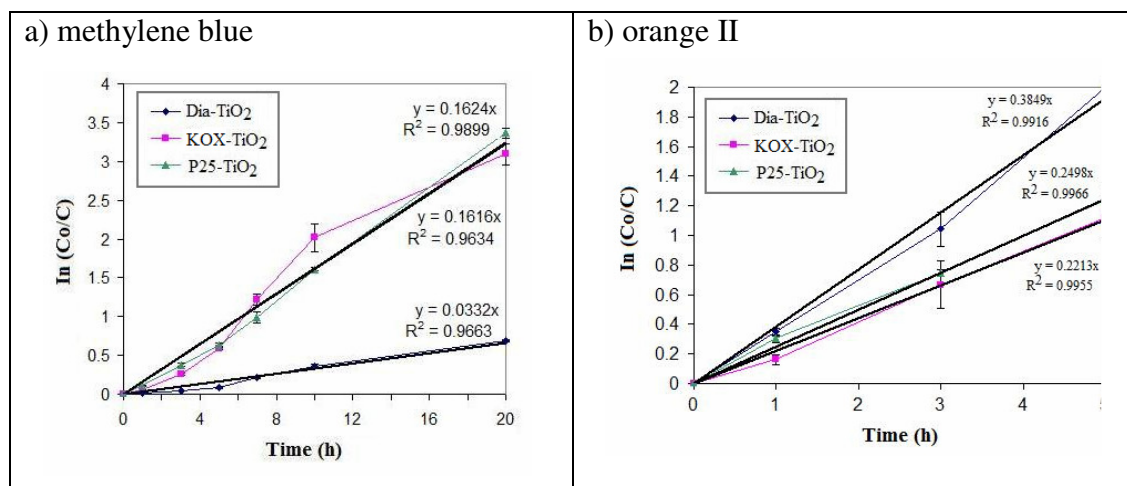 a) methylene blue
4
3.5
3
2.5
2
1.5
1
0.5
0
ln (Co/C)
Dia-TiO2
KOX-TiO2
P25-TiO2
y = 0.1624x
R² = 0.9899
y = 0.1616x
R² = 0.9634
y = 0.0332x
R² = 0.9663
0 4 8 12 16 20
Time (h)
b) orange II
2
1.8
1.6
1.4
1.2
1
0.8
0.6
0.4
0.2
0
ln (Co/C)
Dia-TiO2
KOX-TiO2
P25-TiO2
y = 0.3849x
R² = 0.9916
y = 0.2498x
R² = 0.9966
y = 0.2213x
R² = 0.9955
0 1 2 3 4
Time (h)